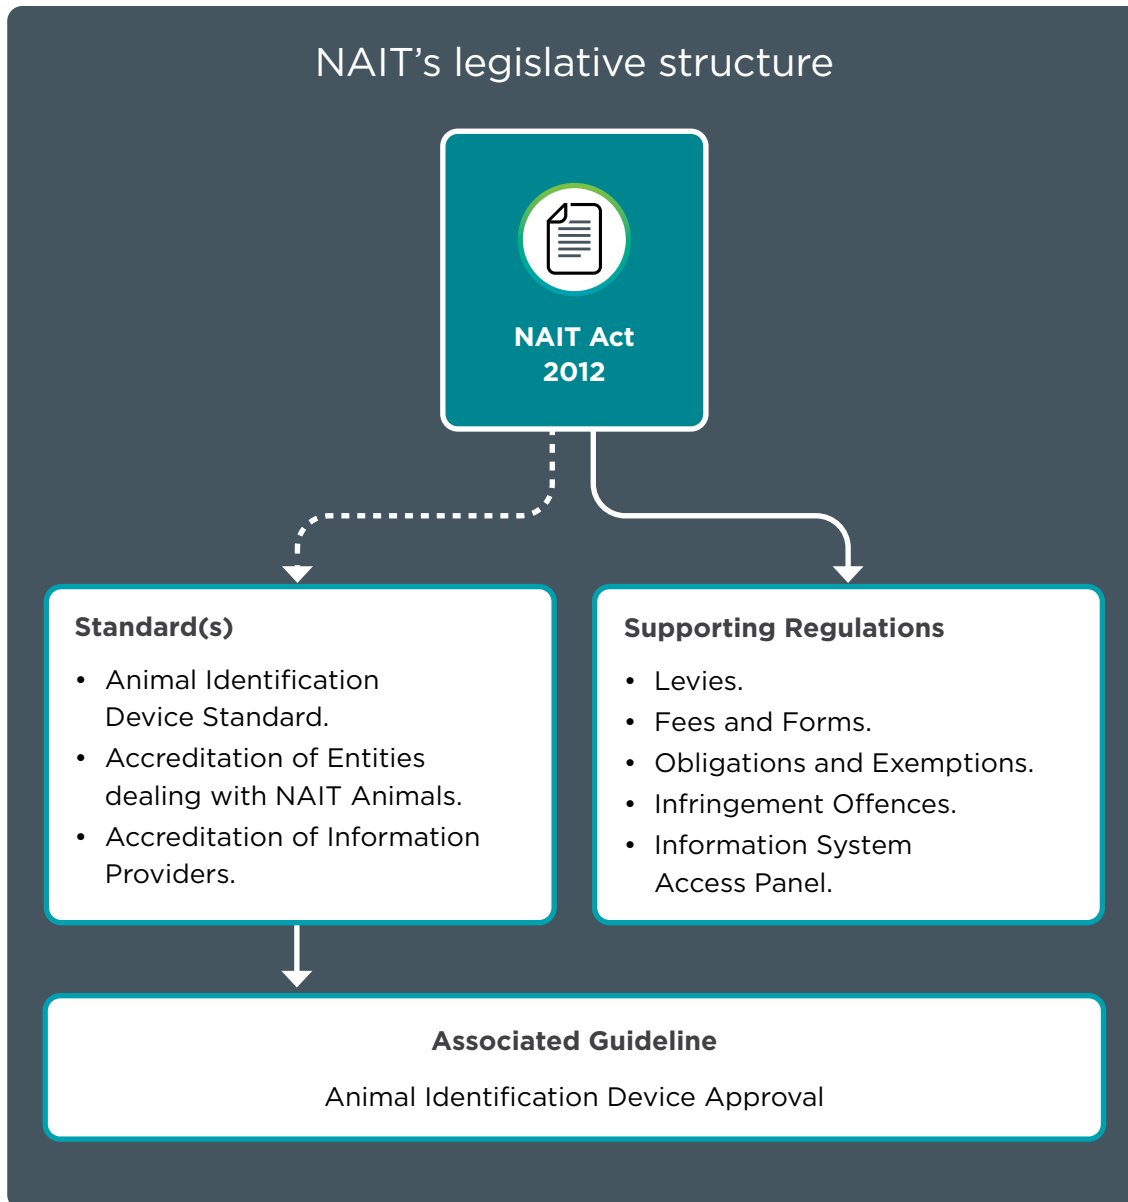 NAIT’s legislative structure
NAIT Act
2012
Standard(s)
• Animal Identification
Device Standard.
• Accreditation of Entities
dealing with NAIT Animals.
• Accreditation of Information
Providers.
Supporting Regulations
• Levies.
• Fees and Forms.
• Obligations and Exemptions.
• Infringement Offences.
• Information System
Access Panel.
Associated Guideline
Animal Identification Device Approval